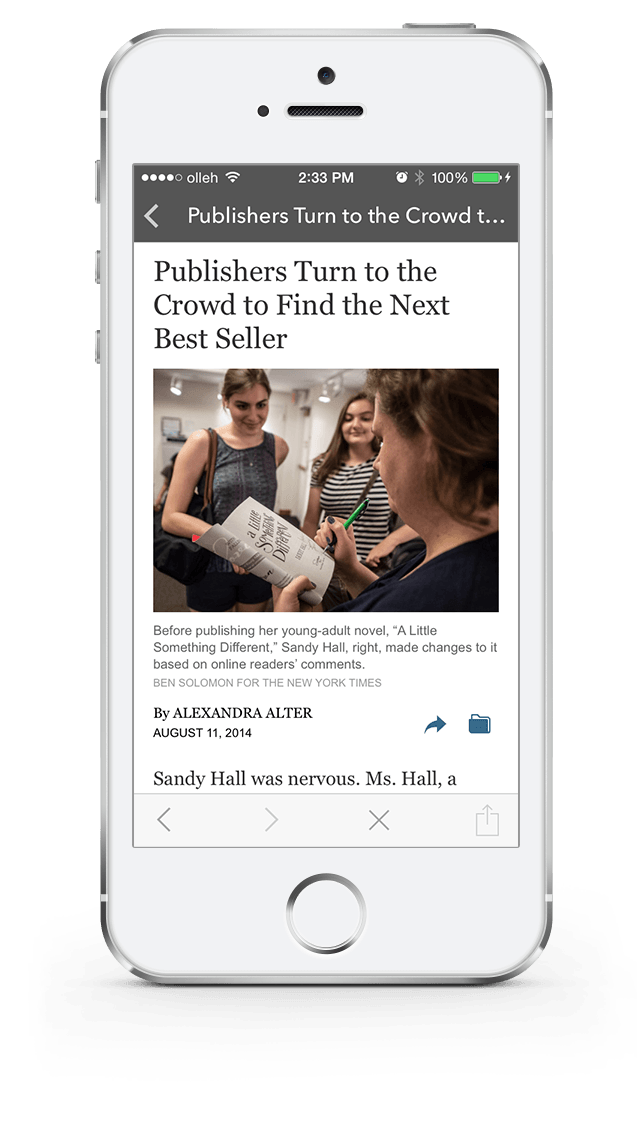 olleh 2:33 PM 100%
Publishers Turn to the Crowd t...
Publishers Turn to the
Crowd to Find the Next
Best Seller
a little
Something
Different
Before publishing her young-adult novel, “A Little
Something Different,” Sandy Hall, right, made changes to it
based on online readers’ comments.
BEN SOLOMON FOR THE NEW YORK TIMES
By ALEXANDRA ALTER
AUGUST 11, 2014
Sandy Hall was nervous. Ms. Hall, a